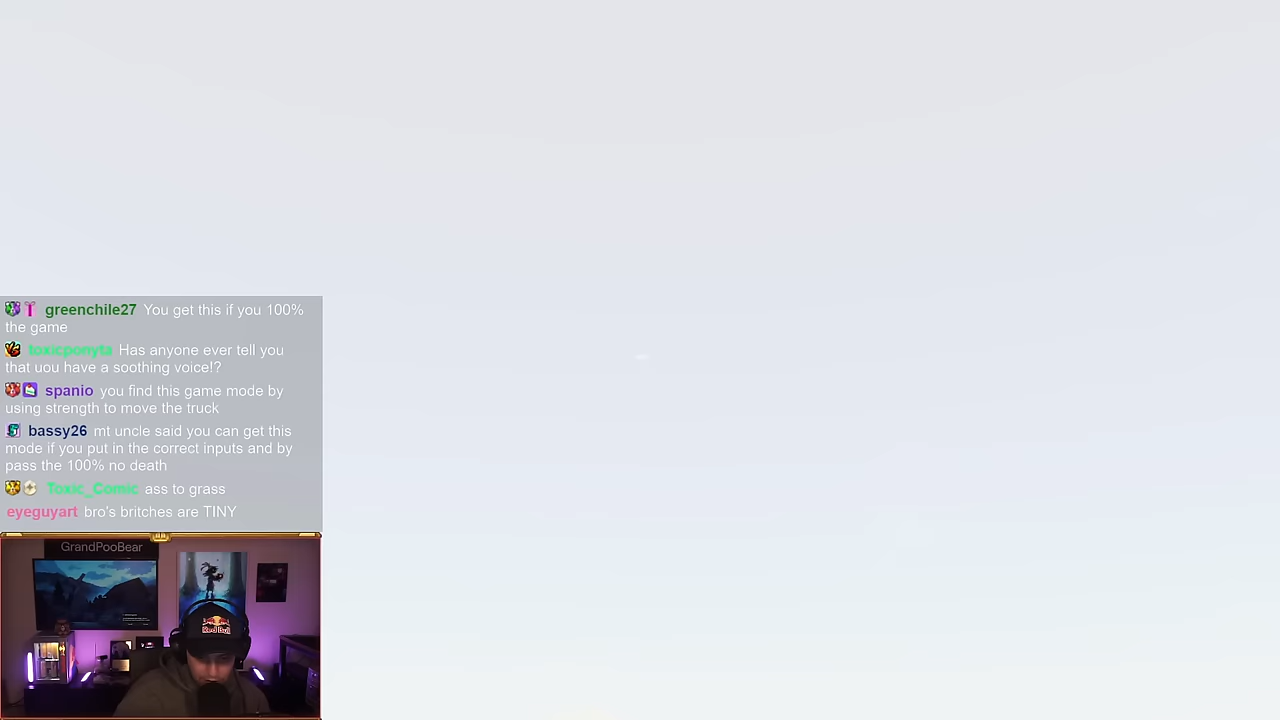 greenchile27 You get this if you 100%
the game
toxicponyta Has anyone ever tell you
that uou have a soothing voice!?
spanio you find this game mode by
using strength to move the truck
bassy26 mt uncle said you can get this
mode if you put in the correct inputs and by
pass the 100% no death
Toxic_Comic ass to grass
eyeguyart bro's britches are TINY
GrandPooBear
Red Bull